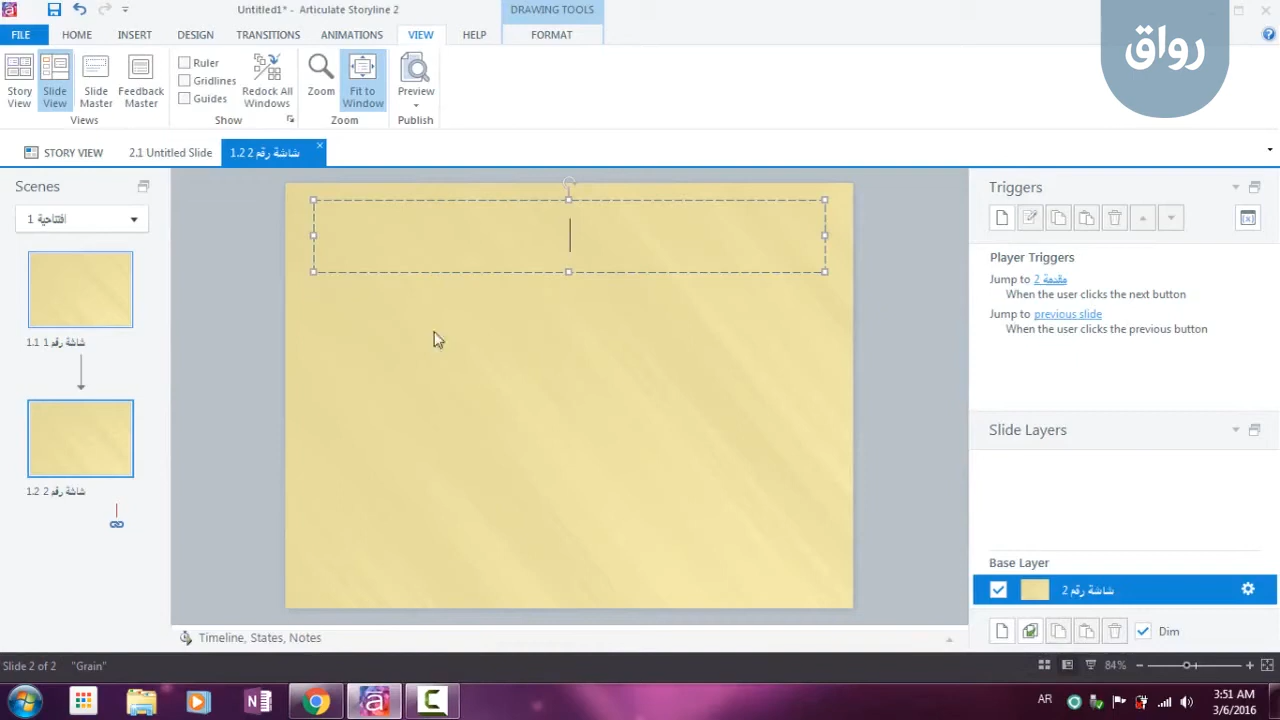 Untitled1* - Articulate Storyline 2
DRAWING TOOLS
FILE HOME INSERT DESIGN TRANSITIONS ANIMATIONS VIEW HELP FORMAT
رواق
Story View
Slide View
Slide Master
Feedback Master
Views
Ruler
Gridlines
Guides
Redock All Windows
Show
Zoom
Fit to Window
Zoom
Preview
Publish
STORY VIEW
2.1 Untitled Slide
1.2 شاشة رقم 2
Scenes
1 افتتاحية
1.1 شاشة رقم 1
1.2 شاشة رقم 2
Triggers
Player Triggers
Jump to 2 مقدمة
When the user clicks the next button
Jump to previous slide
When the user clicks the previous button
Slide Layers
Base Layer
شاشة رقم 2
Dim
Timeline, States, Notes
Slide 2 of 2 "Grain"
84%
AR
3:51 AM
3/6/2016